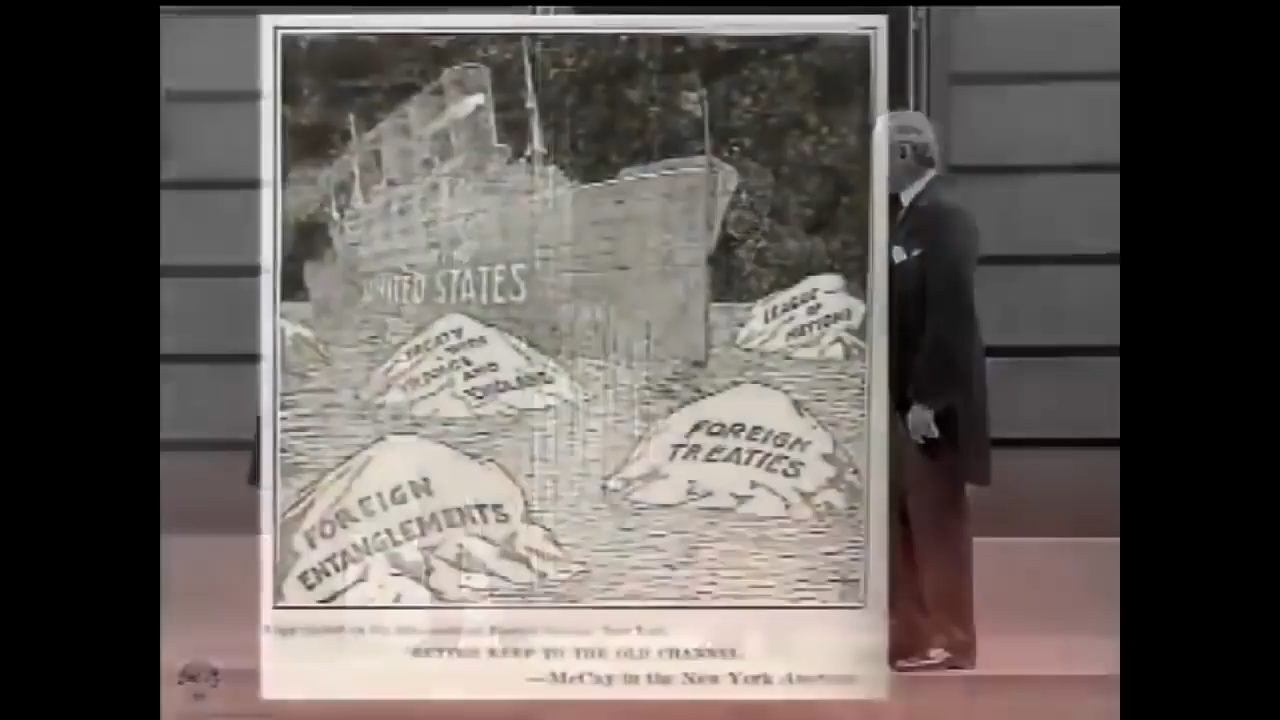 THE
UNITED STATES
TREATY
WITH
FRANCE
AND
ENGLAND
LEAGUE
OF
NATIONS
FOREIGN
TREATIES
FOREIGN
ENTANGLEMENTS
BETTER KEEP TO THE OLD CHANNEL.
—McCay in the New York American